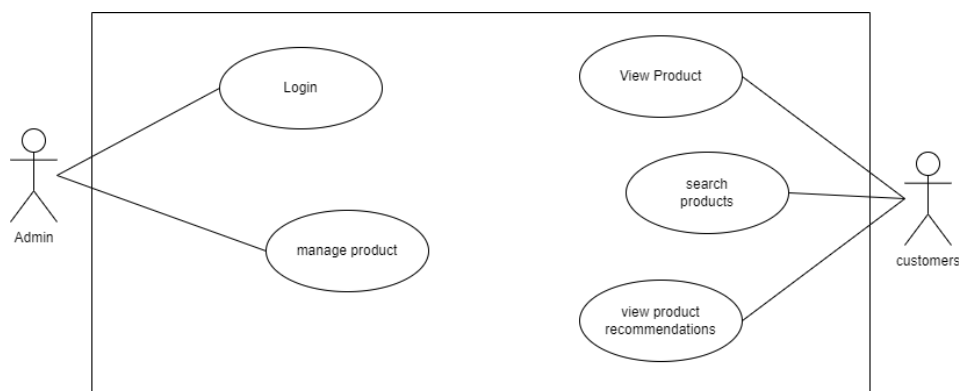 Login
View Product
search
products
Admin
manage product
customers
view product
recommendations